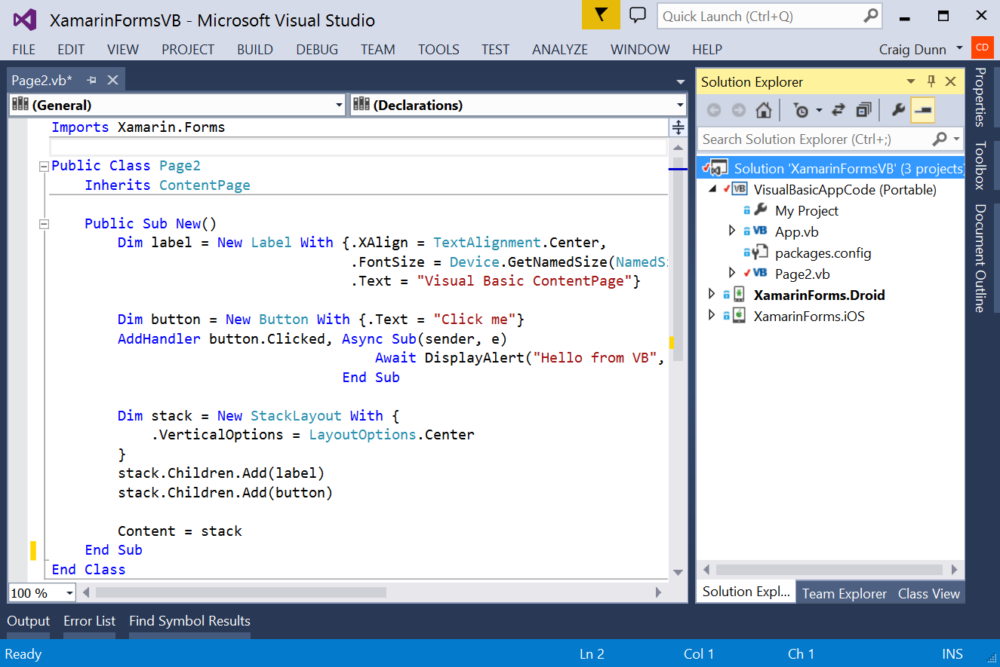 XamarinFormsVB - Microsoft Visual Studio
Quick Launch (Ctrl+Q)
FILE EDIT VIEW PROJECT BUILD DEBUG TEAM TOOLS TEST ANALYZE WINDOW HELP
Craig Dunn CD
Page2.vb*
(General) (Declarations)
Imports Xamarin.Forms
Public Class Page2
Inherits ContentPage
Public Sub New()
Dim label = New Label With {.XAlign = TextAlignment.Center,
.FontSize = Device.GetNamedSize(NamedS
.Text = "Visual Basic ContentPage"}
Dim button = New Button With {.Text = "Click me"}
AddHandler button.Clicked, Async Sub(sender, e)
Await DisplayAlert("Hello from VB",
End Sub
Dim stack = New StackLayout With {
.VerticalOptions = LayoutOptions.Center
}
stack.Children.Add(label)
stack.Children.Add(button)
Content = stack
End Sub
End Class
100 %
Solution Explorer
Search Solution Explorer (Ctrl+;)
Solution 'XamarinFormsVB' (3 projects)
VB VisualBasicAppCode (Portable)
My Project
VB App.vb
packages.config
VB Page2.vb
XamarinForms.Droid
XamarinForms.iOS
Solution Expl... Team Explorer Class View
Properties
Toolbox
Document Outline
Output Error List Find Symbol Results
Ready Ln 2 Col 1 Ch 1 INS